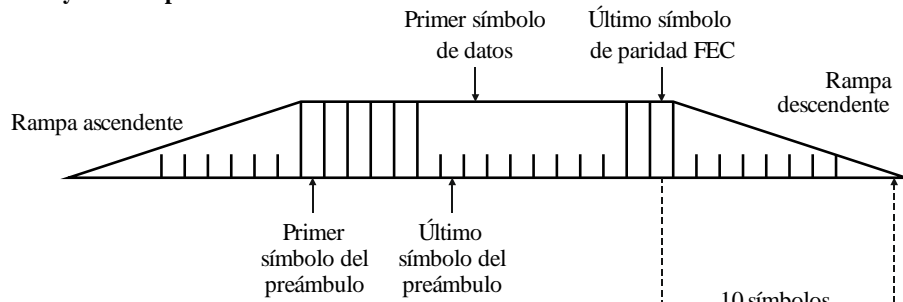 Primer símbolo
de datos
Último símbolo
de paridad FEC
Rampa
descendente
Rampa ascendente
Primer
símbolo del
preámbulo
Último
símbolo del
preámbulo
10 símbolos